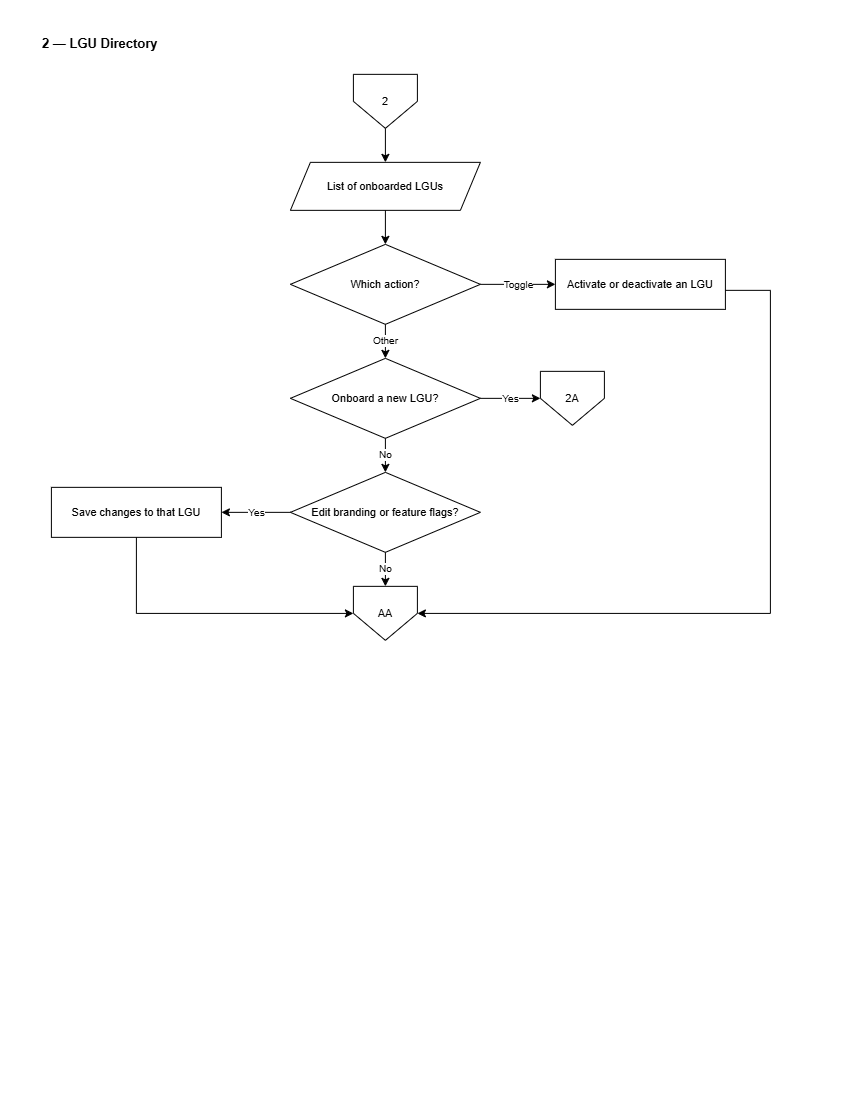 2 — LGU Directory
2
List of onboarded LGUs
Which action?
Toggle
Activate or deactivate an LGU
Other
Onboard a new LGU?
Yes
2A
No
Save changes to that LGU
Yes
Edit branding or feature flags?
No
AA